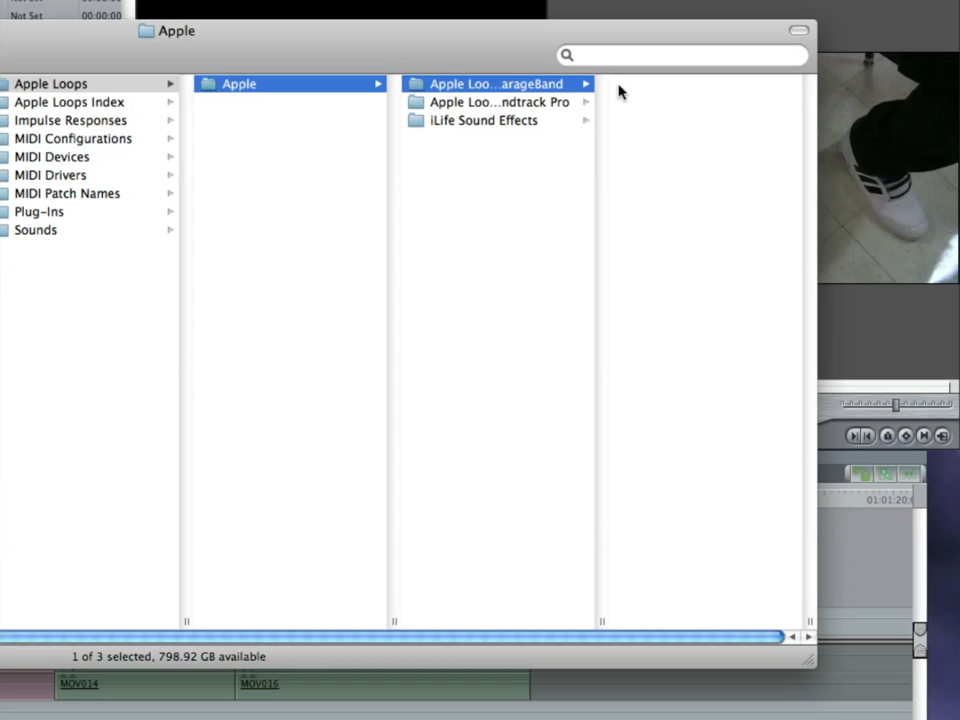 Not Set 00:00:00
Apple
Apple Loops
Apple Loops Index
Impulse Responses
MIDI Configurations
MIDI Devices
MIDI Drivers
MIDI Patch Names
Plug-Ins
Sounds
Apple
Apple Loo...arageBand
Apple Loo...ndtrack Pro
iLife Sound Effects
01:01:20;
1 of 3 selected, 798.92 GB available
MOV014
MOV016